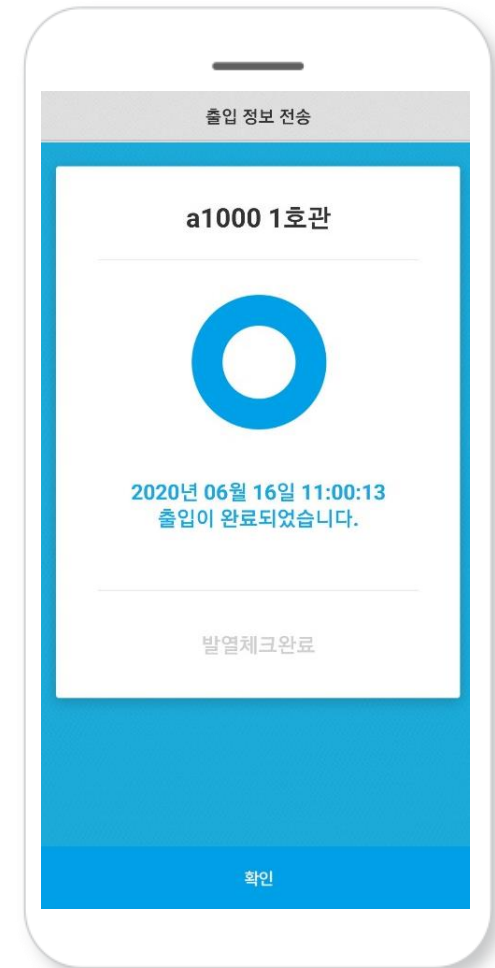 출입 정보 전송
a1000 1호관
2020년 06월 16일 11:00:13
출입이 완료되었습니다.
발열체크완료
확인